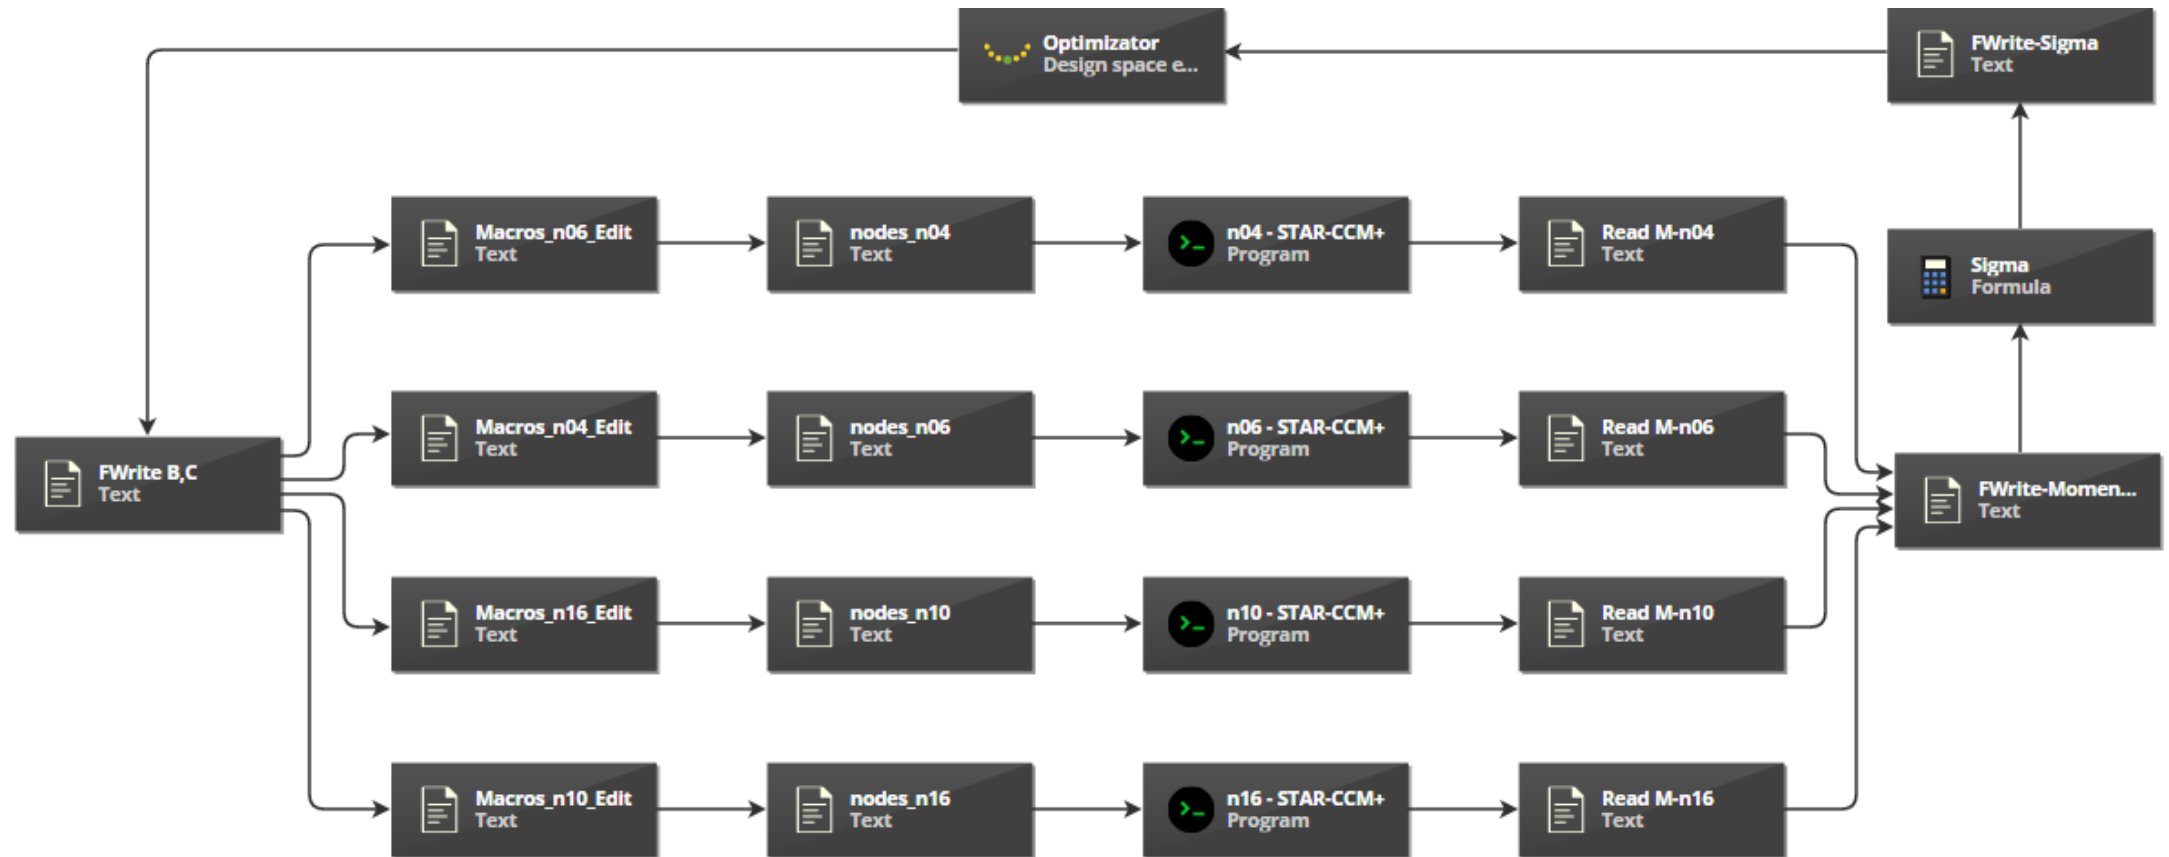 Optimizator
Design space e...
FWrite-Sigma
Text
Macros_n06_Edit
Text
nodes_n04
Text
n04 - STAR-CCM+
Program
Read M-n04
Text
Sigma
Formula
Macros_n04_Edit
Text
nodes_n06
Text
n06 - STAR-CCM+
Program
Read M-n06
Text
FWrite B,C
Text
FWrite-Momen...
Text
Macros_n16_Edit
Text
nodes_n10
Text
n10 - STAR-CCM+
Program
Read M-n10
Text
Macros_n10_Edit
Text
nodes_n16
Text
n16 - STAR-CCM+
Program
Read M-n16
Text